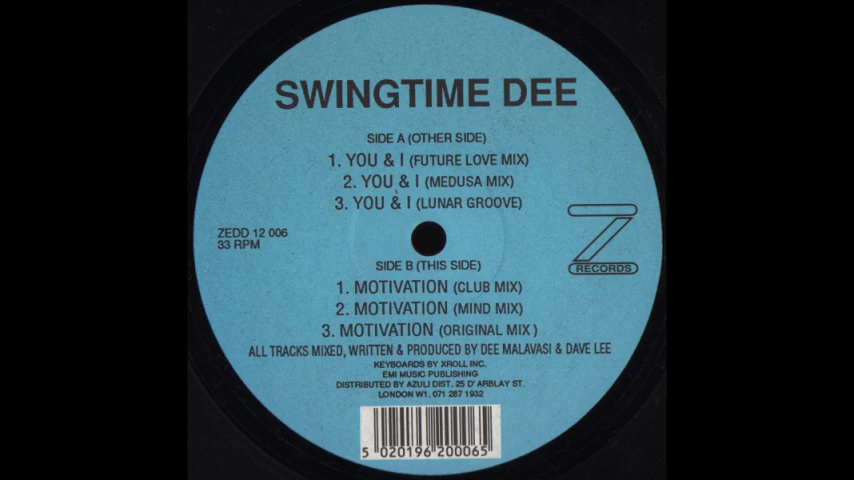 SWINGTIME DEE
SIDE A (OTHER SIDE)
1. YOU & I (FUTURE LOVE MIX)
2. YOU & I (MEDUSA MIX)
3. YOU & I (LUNAR GROOVE)
ZEDD 12 006
33 RPM
Z
RECORDS
SIDE B (THIS SIDE)
1. MOTIVATION (CLUB MIX)
2. MOTIVATION (MIND MIX)
3. MOTIVATION (ORIGINAL MIX )
ALL TRACKS MIXED, WRITTEN & PRODUCED BY DEE MALAVASI & DAVE LEE
KEYBOARDS BY XROLL INC.
EMI MUSIC PUBLISHING
DISTRIBUTED BY AZULI DIST. 25 D' ARBLAY ST.
LONDON W1. 071 287 1932
5 020196 200065